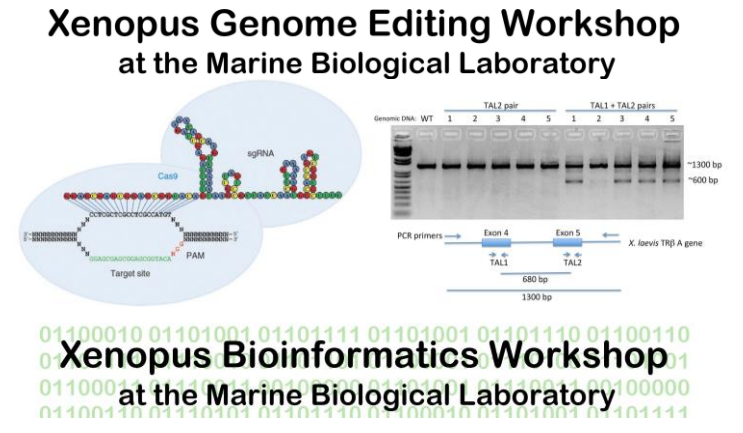 Xenopus Genome Editing Workshop
at the Marine Biological Laboratory
TAL2 pair
TAL1 + TAL2 pairs
Genomic DNA: WT 1 2 3 4 5 1 2 3 4 5
sgRNA
Cas9
~1300 bp
~600 bp
CCTCGCTCGCCTCGCCATGT
PAM
GGAGCGAGCGGAGCGGTACA
Target site
PCR primers
Exon 4
Exon 5
X. laevis TRβ A gene
TAL1
TAL2
680 bp
1300 bp
01100010 01101001 01101111 01101001 01101110 01100110
Xenopus Bioinformatics Workshop
at the Marine Biological Laboratory